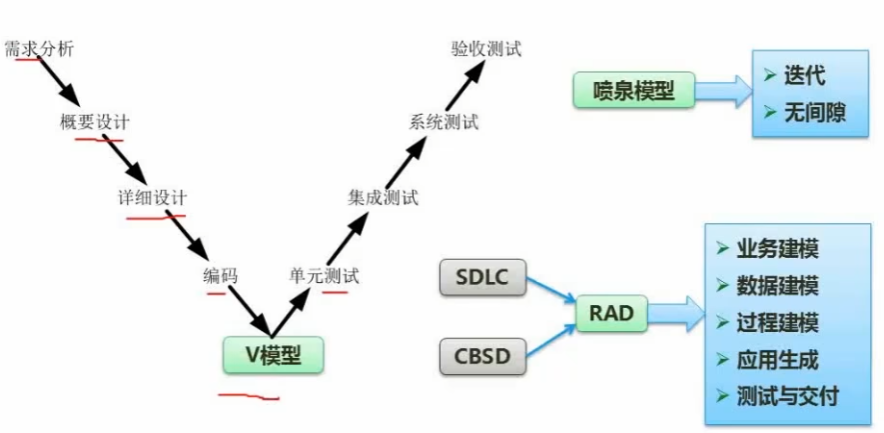 需求分析
概要设计
详细设计
编码
V模型
单元测试
集成测试
系统测试
验收测试
喷泉模型
迭代
无间隙
SDLC
CBSD
RAD
业务建模
数据建模
过程建模
应用生成
测试与交付